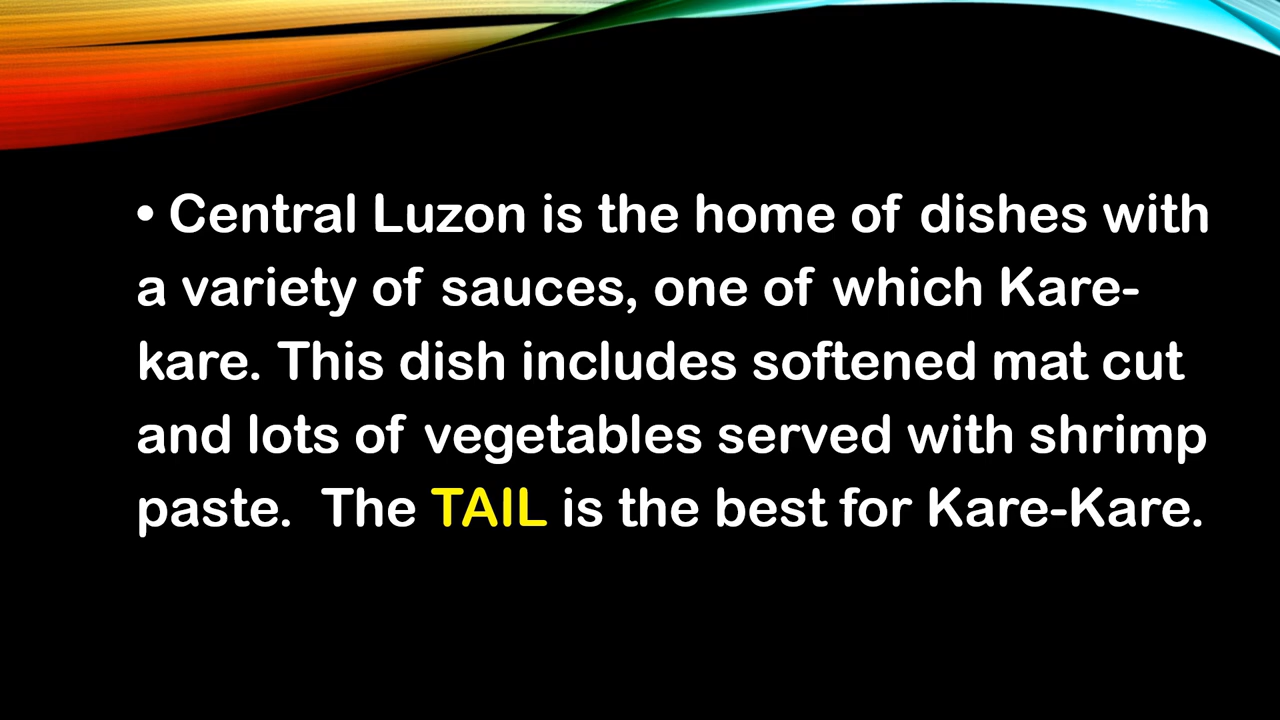 • Central Luzon is the home of dishes with
a variety of sauces, one of which Kare-
kare. This dish includes softened mat cut
and lots of vegetables served with shrimp
paste.  The TAIL is the best for Kare-Kare.